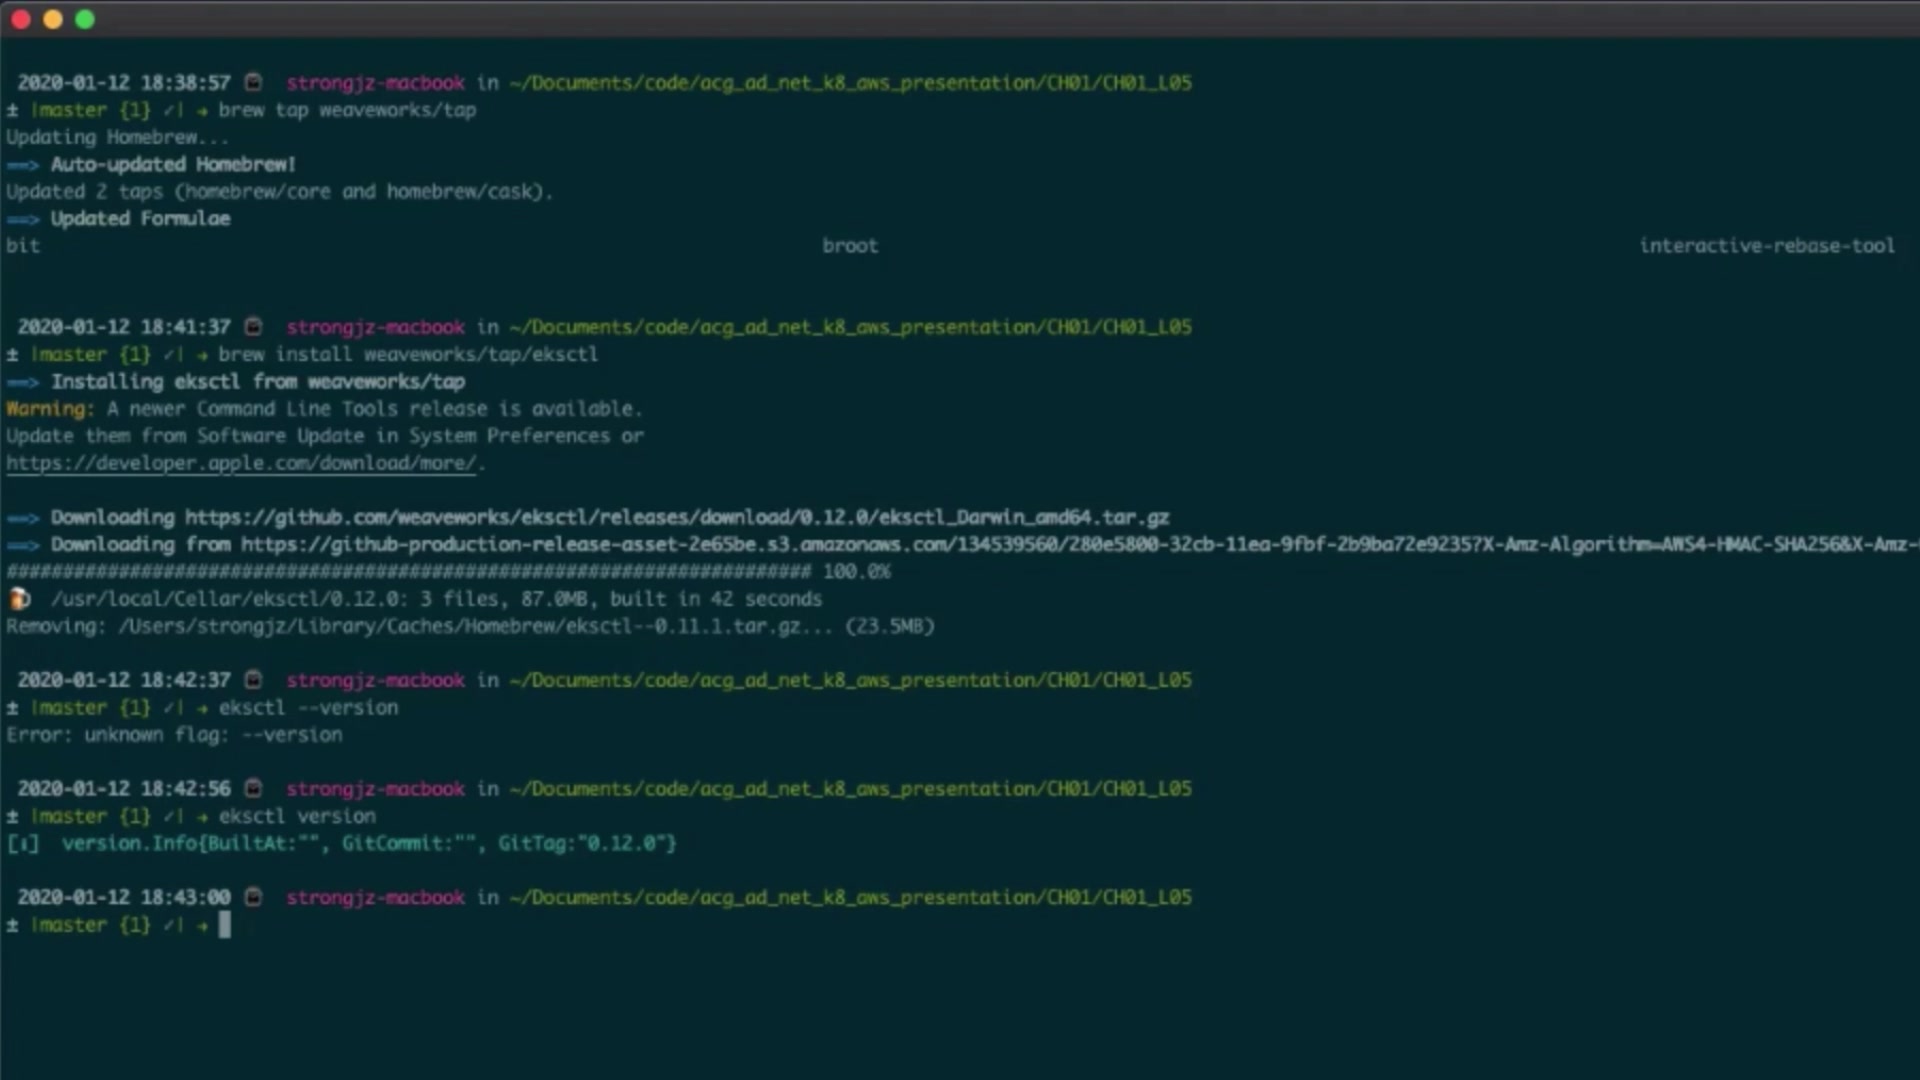 2020-01-12 18:38:57 strongjz-macbook in ~/Documents/code/acg_ad_net_k8_aws_presentation/CH01/CH01_L05
± |master {1} ✓| → brew tap weaveworks/tap
Updating Homebrew...
==> Auto-updated Homebrew!
Updated 2 taps (homebrew/core and homebrew/cask).
==> Updated Formulae
bit broot interactive-rebase-tool
2020-01-12 18:41:37 strongjz-macbook in ~/Documents/code/acg_ad_net_k8_aws_presentation/CH01/CH01_L05
± |master {1} ✓| → brew install weaveworks/tap/eksctl
==> Installing eksctl from weaveworks/tap
Warning: A newer Command Line Tools release is available.
Update them from Software Update in System Preferences or
https://developer.apple.com/download/more/.
==> Downloading https://github.com/weaveworks/eksctl/releases/download/0.12.0/eksctl_Darwin_amd64.tar.gz
==> Downloading from https://github-production-release-asset-2e65be.s3.amazonaws.com/134539560/280e5800-32cb-11ea-9fbf-2b9ba72e9235?X-Amz-Algorithm=AWS4-HMAC-SHA256&X-Amz-
######################################################################## 100.0%
🍺 /usr/local/Cellar/eksctl/0.12.0: 3 files, 87.0MB, built in 42 seconds
Removing: /Users/strongjz/Library/Caches/Homebrew/eksctl--0.11.1.tar.gz... (23.5MB)
2020-01-12 18:42:37 strongjz-macbook in ~/Documents/code/acg_ad_net_k8_aws_presentation/CH01/CH01_L05
± |master {1} ✓| → eksctl --version
Error: unknown flag: --version
2020-01-12 18:42:56 strongjz-macbook in ~/Documents/code/acg_ad_net_k8_aws_presentation/CH01/CH01_L05
± |master {1} ✓| → eksctl version
[ℹ] version.Info{BuiltAt:"", GitCommit:"", GitTag:"0.12.0"}
2020-01-12 18:43:00 strongjz-macbook in ~/Documents/code/acg_ad_net_k8_aws_presentation/CH01/CH01_L05
± |master {1} ✓| →